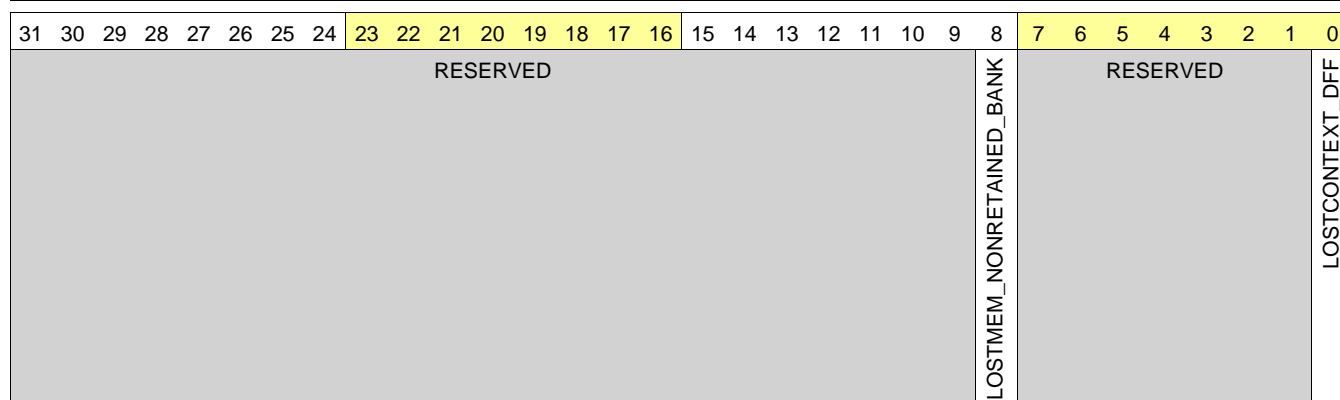 31 30 29 28 27 26 25 24 23 22 21 20 19 18 17 16 15 14 13 12 11 10 9 8 7 6 5 4 3 2 1 0
RESERVED
LOSTMEM_NONRETAINED_BANK
RESERVED
LOSTCONTEXT_DFF